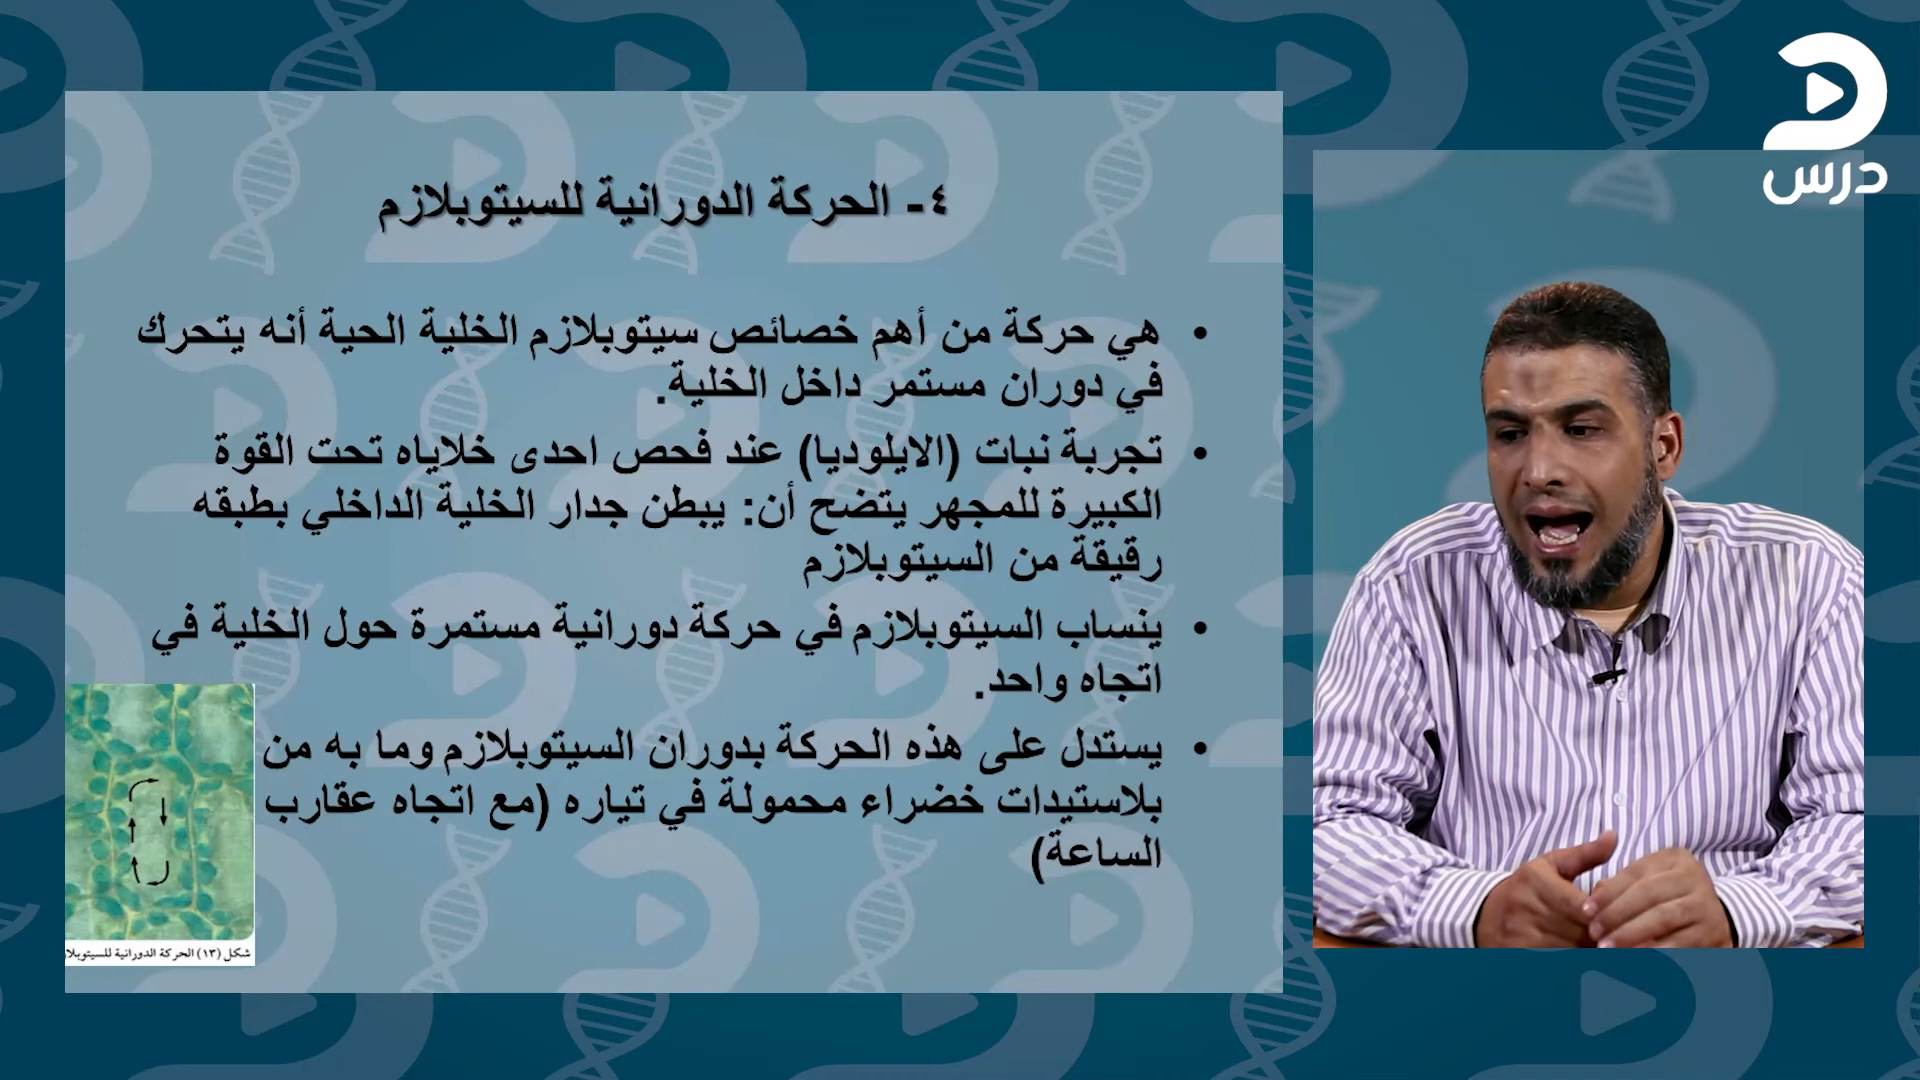 درس
٤- الحركة الدورانية للسيتوبلازم
• هي حركة من أهم خصائص سيتوبلازم الخلية الحية أنه يتحرك
في دوران مستمر داخل الخلية.
• تجربة نبات (الايلوديا) عند فحص احدى خلاياه تحت القوة
الكبيرة للمجهر يتضح أن: يبطن جدار الخلية الداخلي بطبقه
رقيقة من السيتوبلازم
• ينساب السيتوبلازم في حركة دورانية مستمرة حول الخلية في
اتجاه واحد.
• يستدل على هذه الحركة بدوران السيتوبلازم وما به من
بلاستيدات خضراء محمولة في تياره (مع اتجاه عقارب
الساعة)
شكل (١٣) الحركة الدورانية للسيتوبلاز